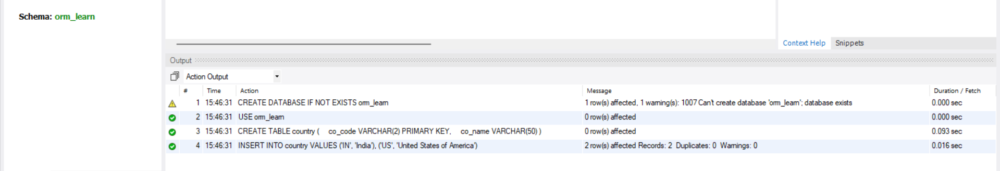 Schema: orm_learn
Context Help Snippets
Output
Action Output
# Time Action Message Duration / Fetch
1 15:46:31 CREATE DATABASE IF NOT EXISTS orm_learn 1 row(s) affected, 1 warning(s): 1007 Can't create database 'orm_learn'; database exists 0.000 sec
2 15:46:31 USE orm_learn 0 row(s) affected 0.000 sec
3 15:46:31 CREATE TABLE country ( co_code VARCHAR(2) PRIMARY KEY, co_name VARCHAR(50) ) 0 row(s) affected 0.093 sec
4 15:46:31 INSERT INTO country VALUES ('IN', 'India'), ('US', 'United States of America') 2 row(s) affected Records: 2 Duplicates: 0 Warnings: 0 0.016 sec